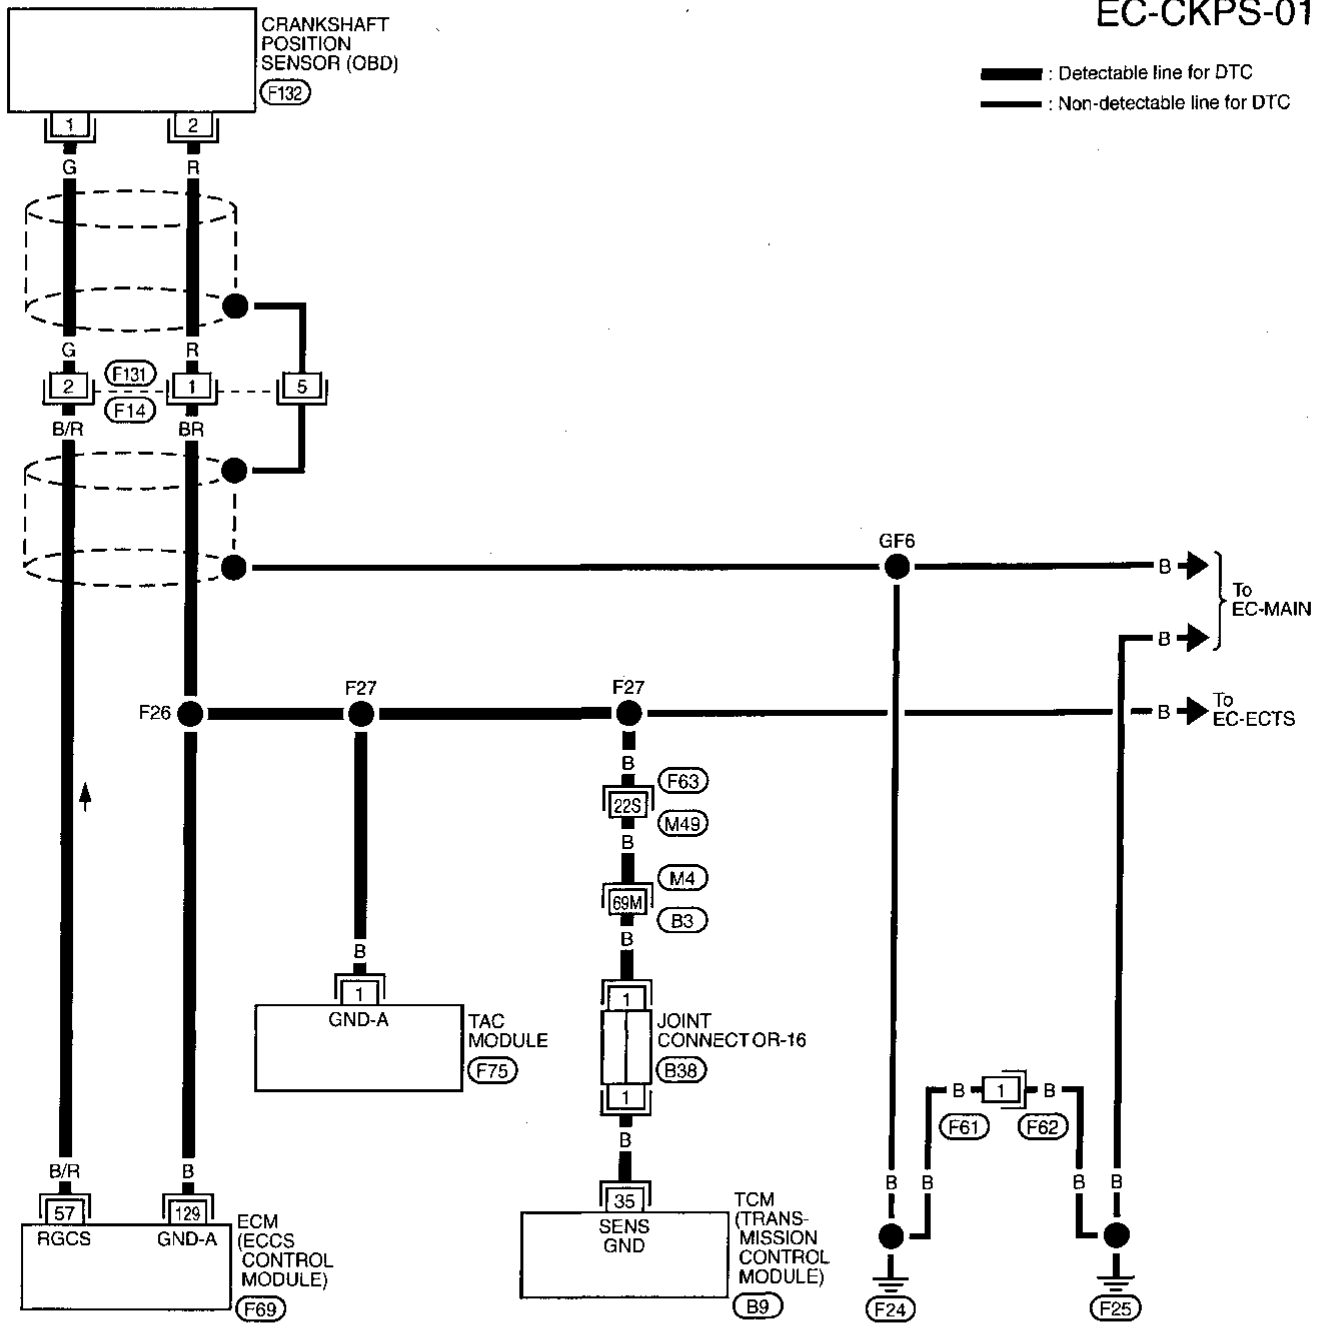 EC-CKPS-01
CRANKSHAFT
POSITION
SENSOR (OBD)
F132
: Detectable line for DTC
: Non-detectable line for DTC
1
2
G
R
G
R
2
F131
F14
1
5
B/R
BR
GF6
B
To
EC-MAIN
B
F26
F27
F27
B
To
EC-ECTS
B
F63
22S
M49
B
M4
69M
B3
B
B
1
GND-A
TAC
MODULE
F75
1
JOINT
CONNECTOR-16
B38
1
B
B
1
B
F61
F62
B/R
B
57
129
RGCS
GND-A
ECM
(ECCS
CONTROL
MODULE)
F69
35
SENS
GND
TCM
(TRANS-
MISSION
CONTROL
MODULE)
B9
B
B
B
B
F24
F25